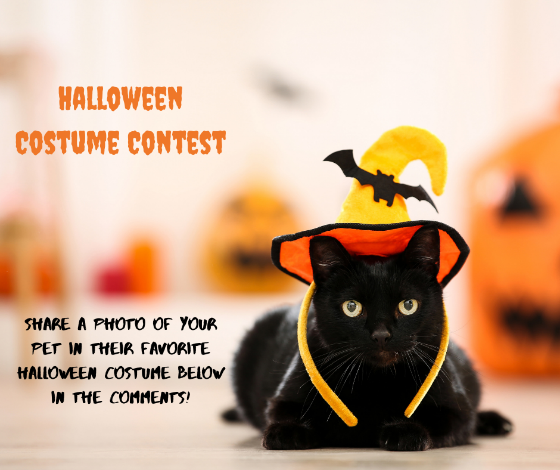 HALLOWEEN
COSTUME CONTEST
SHARE A PHOTO OF YOUR
PET IN THEIR FAVORITE
HALLOWEEN COSTUME BELOW
IN THE COMMENTS!